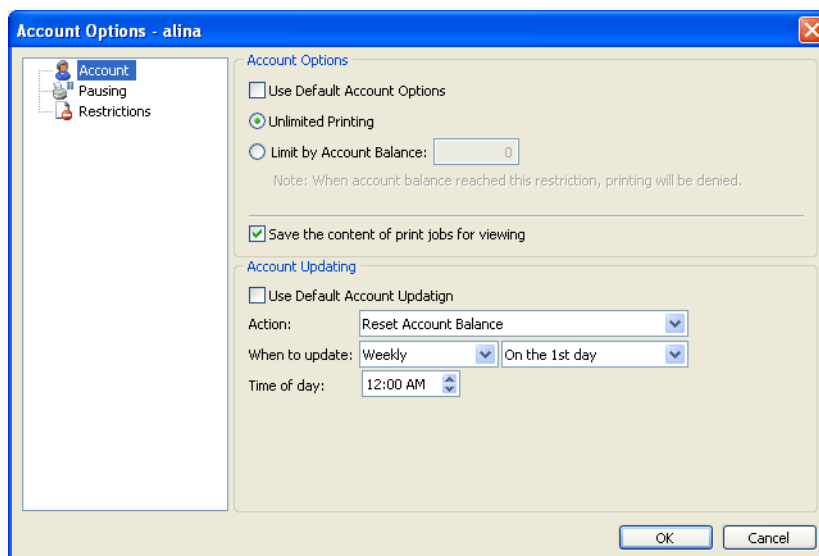 Account Options - alina
Account
Pausing
Restrictions
Account Options
Use Default Account Options
Unlimited Printing
Limit by Account Balance: 0
Note: When account balance reached this restriction, printing will be denied.
Save the content of print jobs for viewing
Account Updating
Use Default Account Updatign
Action: Reset Account Balance
When to update: Weekly On the 1st day
Time of day: 12:00 AM
OK Cancel